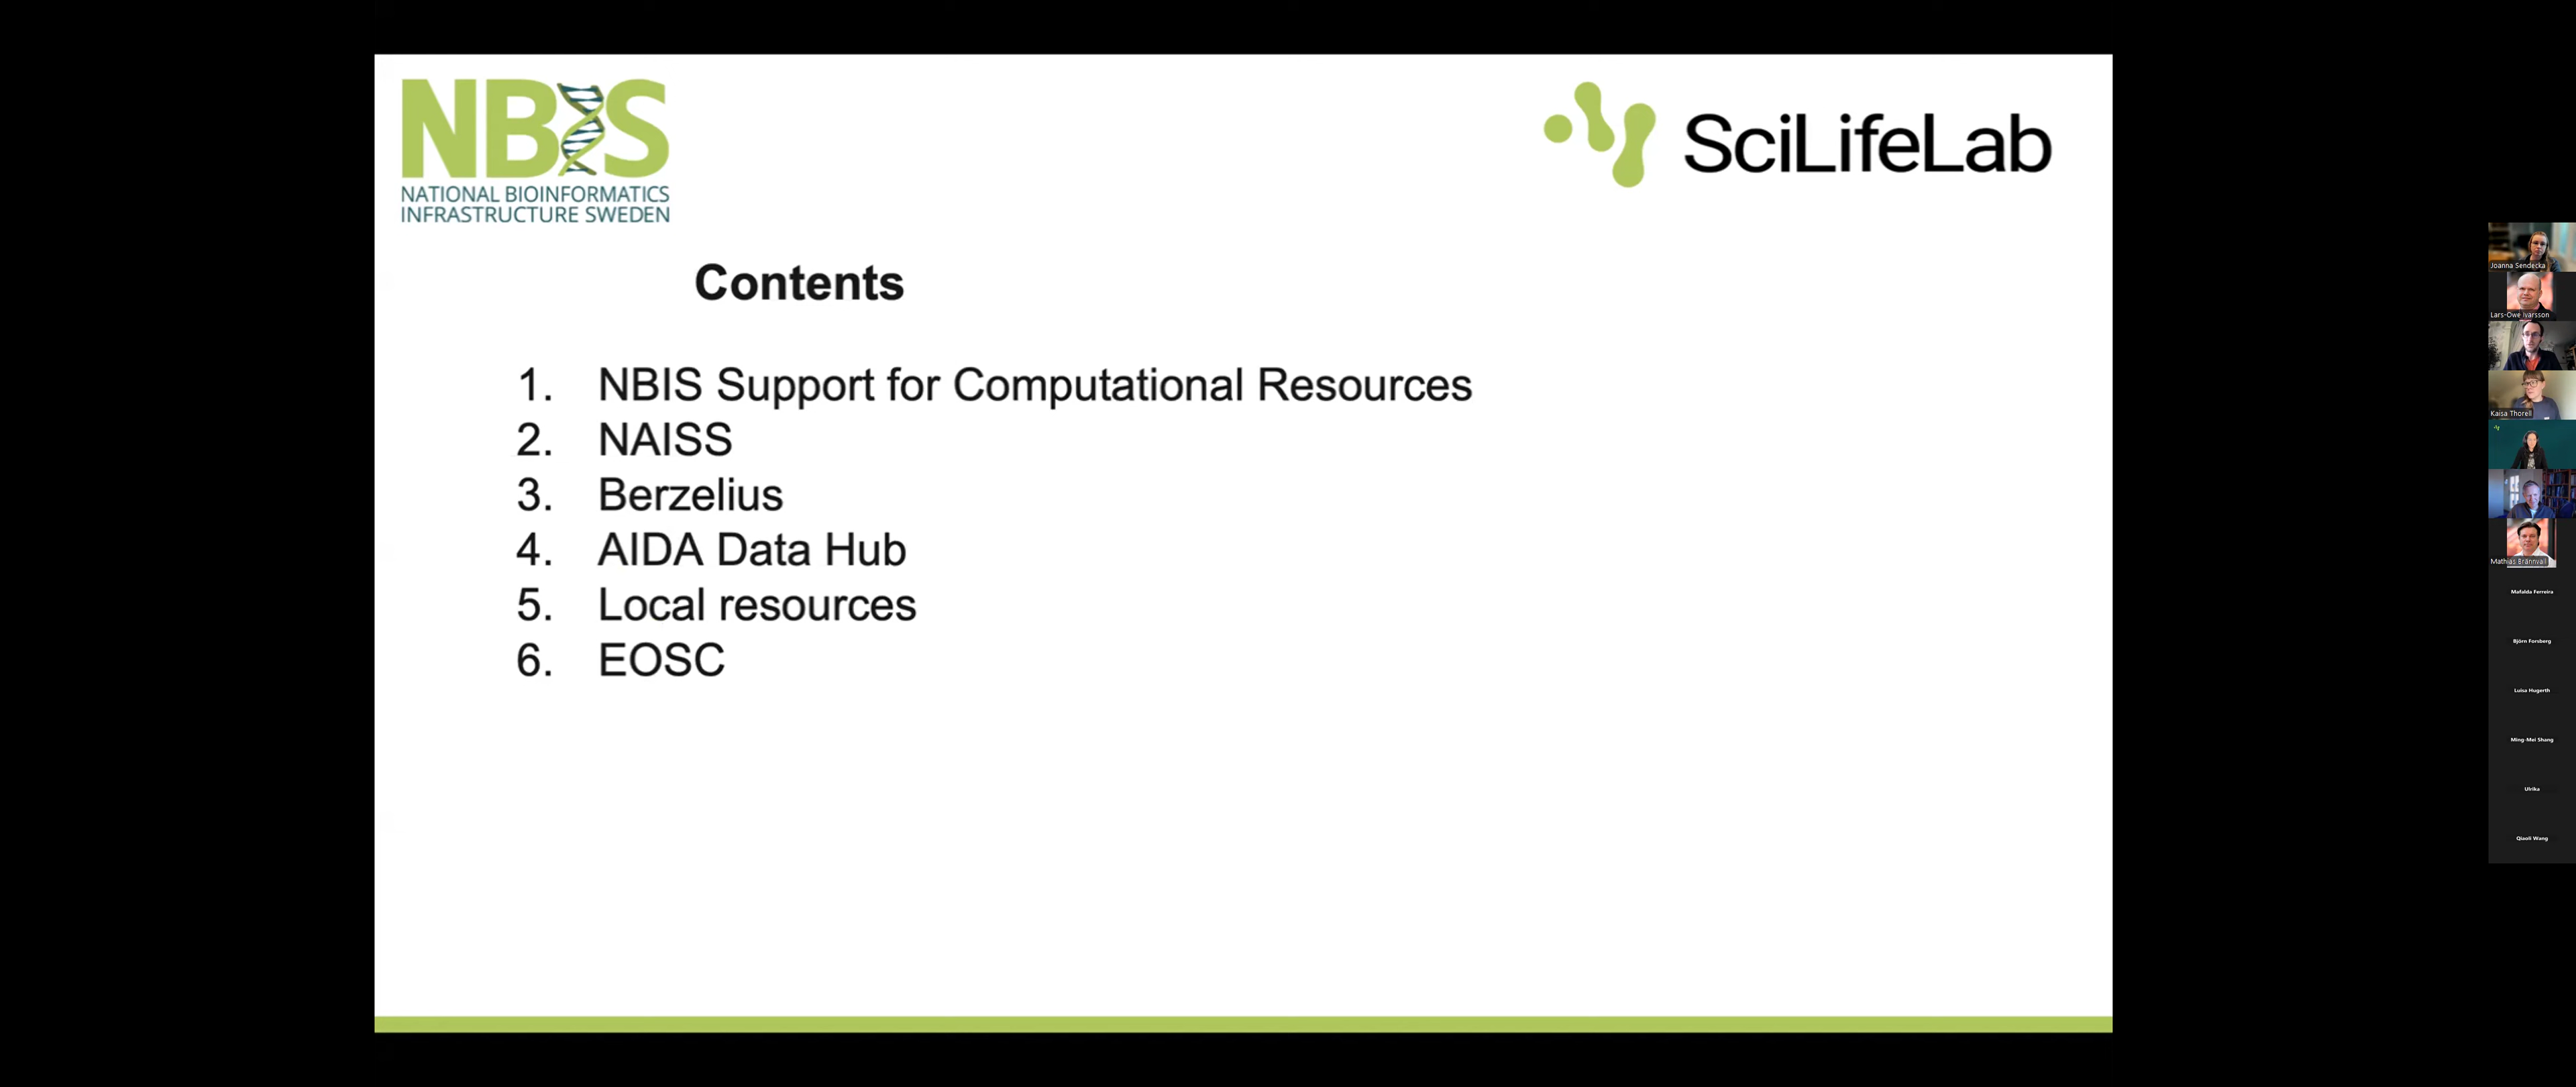 NBIS
NATIONAL BIOINFORMATICS
INFRASTRUCTURE SWEDEN
SciLifeLab
Contents
1. NBIS Support for Computational Resources
2. NAISS
3. Berzelius
4. AIDA Data Hub
5. Local resources
6. EOSC
Joanna Sendecka
Lars-Owe Ivarsson
Kaisa Thorell
Mathias Brännvall
Mafalda Ferreira
Björn Forsberg
Luisa Hugerth
Ming-Mei Shang
Ulrika
Qiaoli Wang